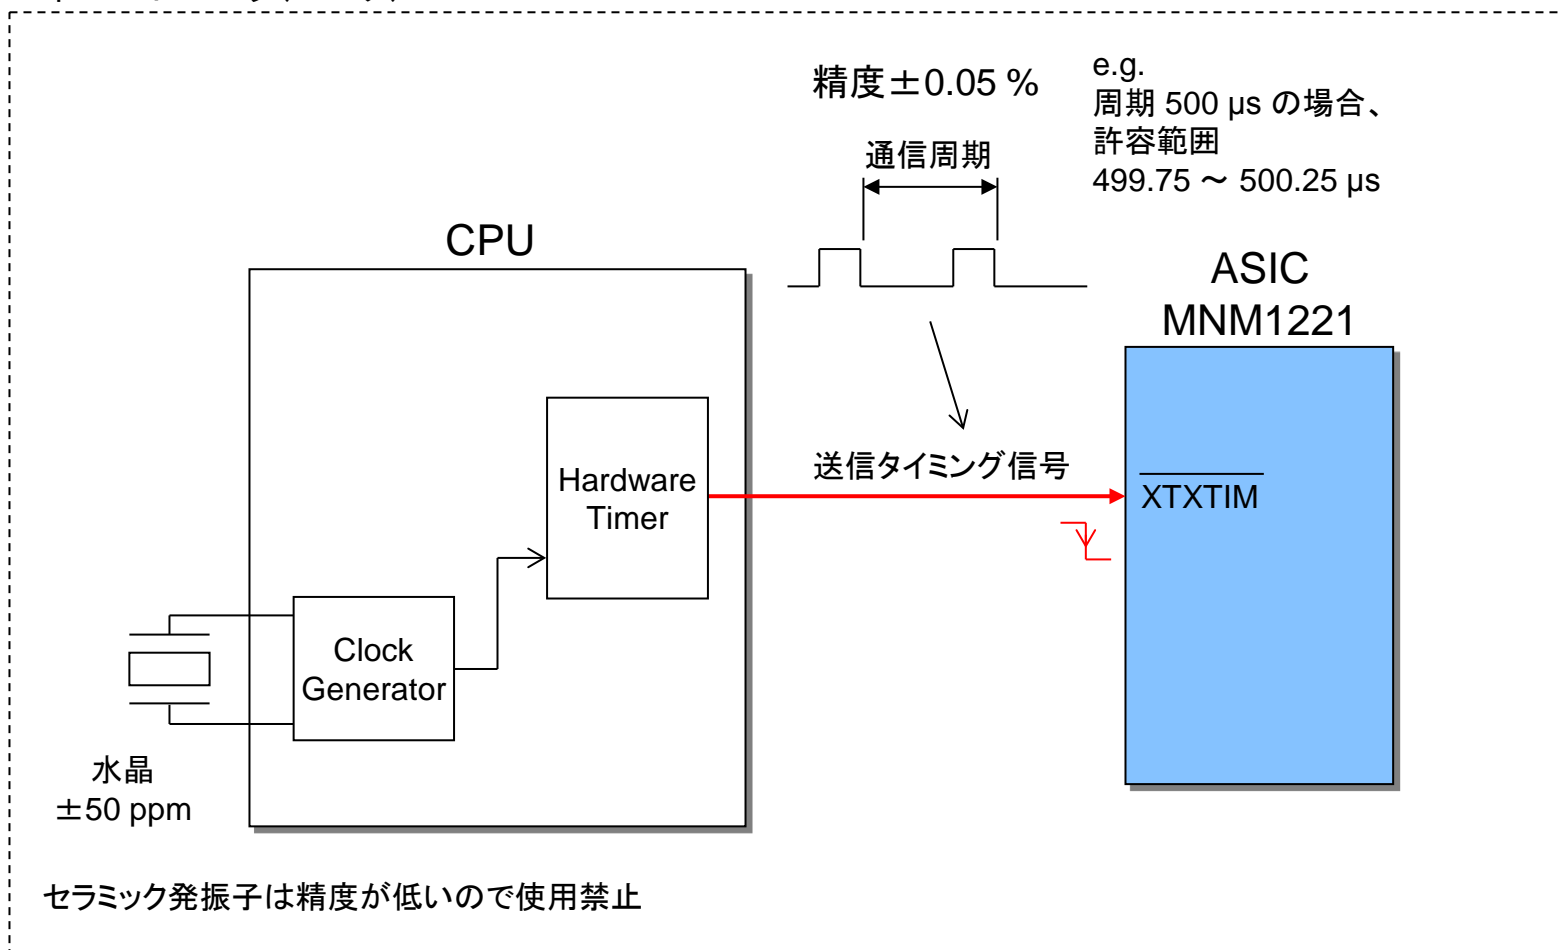 精度±0.05 %
e.g.
周期 500 µs の場合、
許容範囲
499.75 ～ 500.25 µs
通信周期
CPU
ASIC
MNM1221
Hardware
Timer
送信タイミング信号
XTXTIM
Clock
Generator
水晶
±50 ppm
セラミック発振子は精度が低いので使用禁止